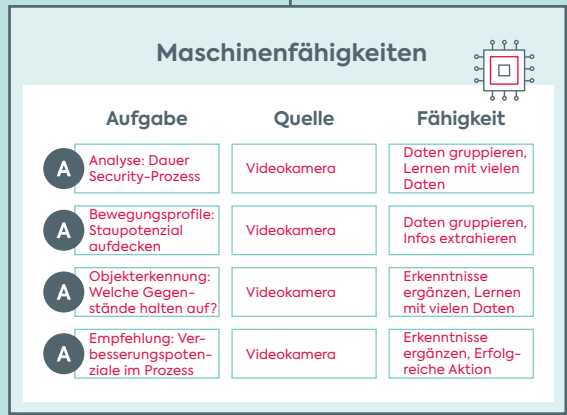 Maschinenfähigkeiten
Aufgabe Quelle Fähigkeit
A
Analyse: Dauer
Security-Prozess
Videokamera
Daten gruppieren,
Lernen mit vielen
Daten
A
Bewegungsprofile:
Staupotenzial
aufdecken
Videokamera
Daten gruppieren,
Infos extrahieren
A
Objekterkennung:
Welche Gegen-
stände halten auf?
Videokamera
Erkenntnisse
ergänzen, Lernen
mit vielen Daten
A
Empfehlung: Ver-
besserungspoten-
ziale im Prozess
Videokamera
Erkenntnisse
ergänzen, Erfolg-
reiche Aktion